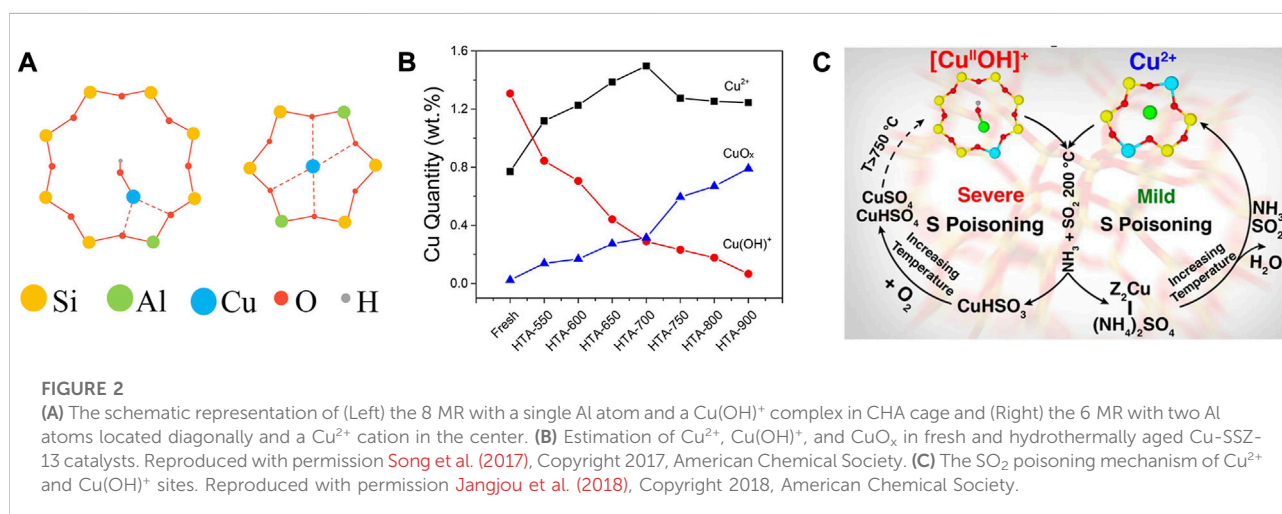 A
Si
Al
Cu
O
H
B
Cu Quantity (wt.%)
1.6
1.2
0.8
0.4
0.0
Cu²⁺
CuOₓ
Cu(OH)⁺
Fresh
HTA-550
HTA-600
HTA-650
HTA-700
HTA-750
HTA-800
HTA-900
C
[CuᴵᴵOH]⁺
Cu²⁺
T>750 °C
CuSO₄
CuHSO₄
Increasing
Temperature
+ O₂
Severe
S Poisoning
NH₃ + SO₂ 200 °C
Mild
S Poisoning
CuHSO₃
Z₂Cu
(NH₄)₂SO₄
Increasing
Temperature
NH₃
SO₂
H₂O
FIGURE 2
(A) The schematic representation of (Left) the 8 MR with a single Al atom and a Cu(OH)⁺ complex in CHA cage and (Right) the 6 MR with two Al
atoms located diagonally and a Cu²⁺ cation in the center. (B) Estimation of Cu²⁺, Cu(OH)⁺, and CuOₓ in fresh and hydrothermally aged Cu-SSZ-
13 catalysts. Reproduced with permission Song et al. (2017), Copyright 2017, American Chemical Society. (C) The SO₂ poisoning mechanism of Cu²⁺
and Cu(OH)⁺ sites. Reproduced with permission Jangjou et al. (2018), Copyright 2018, American Chemical Society.